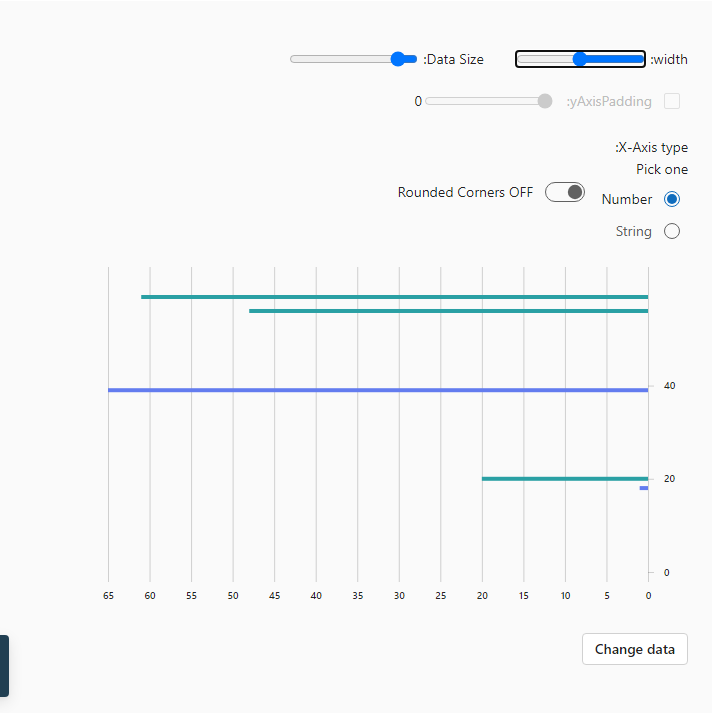 width:
Data Size:
yAxisPadding:
0
X-Axis type:
Pick one
Number
Rounded Corners OFF
String
40
20
0
65 60 55 50 45 40 35 30 25 20 15 10 5 0
Change data